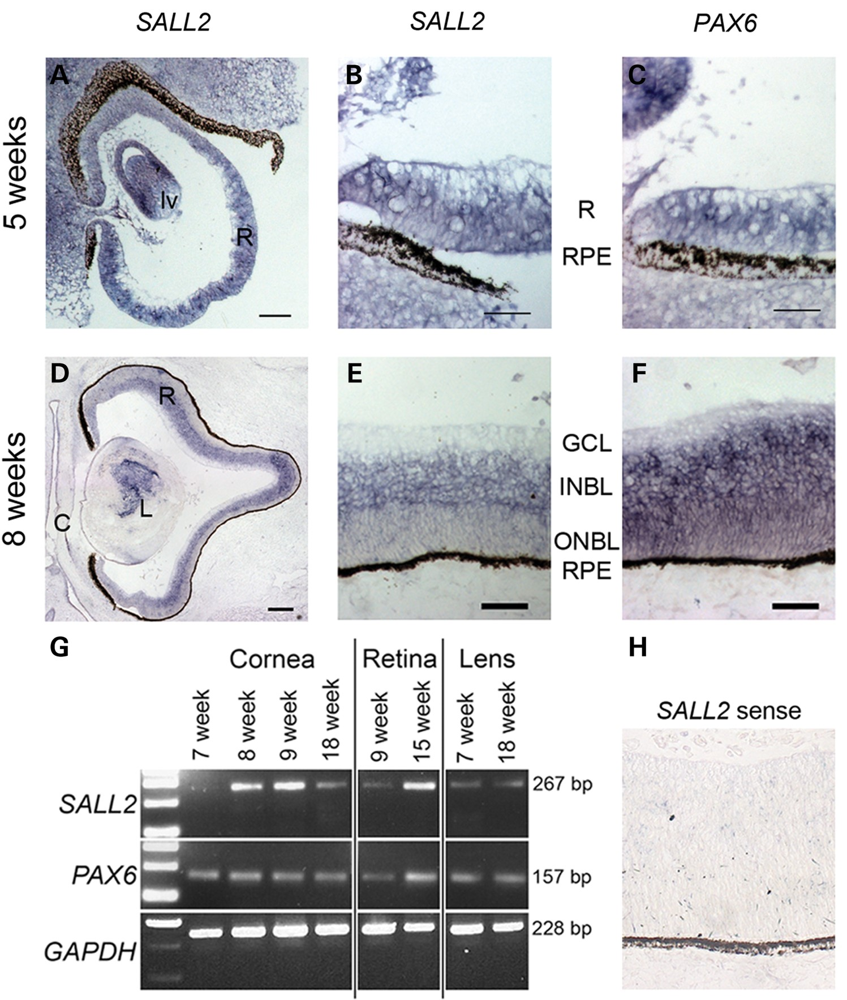 SALL2 SALL2 PAX6
5 weeks
A
lv
R
B
R
RPE
C
8 weeks
D
R
L
C
E
GCL
INBL
ONBL
RPE
F
G
Cornea Retina Lens
7 week 8 week 9 week 18 week 9 week 15 week 7 week 18 week
SALL2 267 bp
PAX6 157 bp
GAPDH 228 bp
H
SALL2 sense